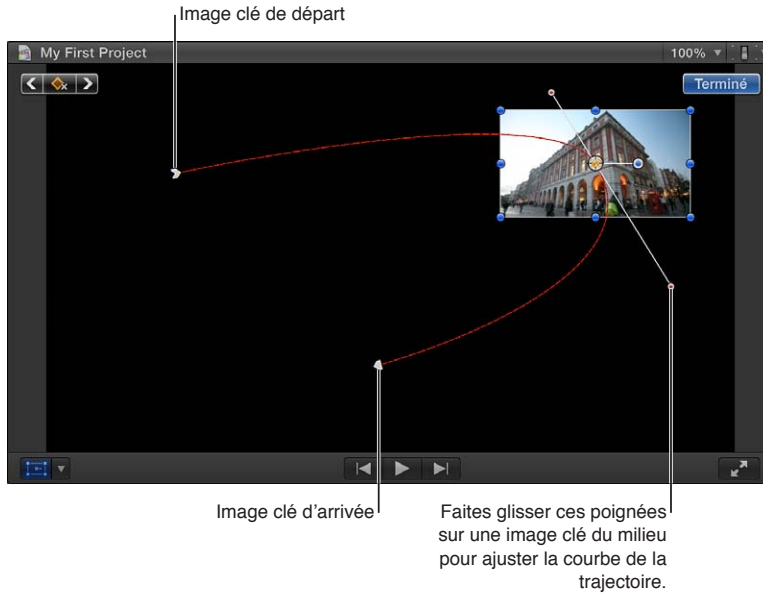 Image clé de départ
My First Project
100%
Terminé
Image clé d'arrivée
Faites glisser ces poignées
sur une image clé du milieu
pour ajuster la courbe de la
trajectoire.